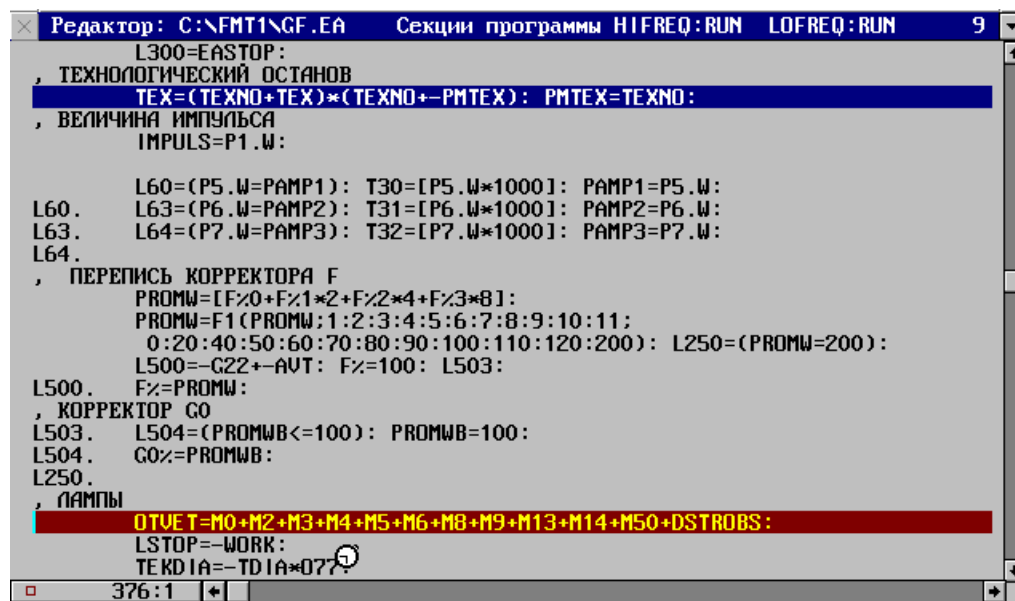 Редактор: C:\FMT1\GF.EA Секции программы HIFREQ:RUN LOFREQ:RUN 9
L300=EASTOP:
, ТЕХНОЛОГИЧЕСКИЙ ОСТАНОВ
TEX=(TEXNO+TEX)*(TEXNO+-PMTEX): PMTEX=TEXNO:
, ВЕЛИЧИНА ИМПУЛЬСА
IMPULS=P1.W:
L60=(P5.W=PAMP1): T30=[P5.W*1000]: PAMP1=P5.W:
L60. L63=(P6.W=PAMP2): T31=[P6.W*1000]: PAMP2=P6.W:
L63. L64=(P7.W=PAMP3): T32=[P7.W*1000]: PAMP3=P7.W:
L64.
, ПЕРЕПИСЬ КОРРЕКТОРА F
PROMW=[F%0+F%1*2+F%2*4+F%3*8]:
PROMW=F1(PROMW;1:2:3:4:5:6:7:8:9:10:11;
0:20:40:50:60:70:80:90:100:110:120:200): L250=(PROMW=200):
L500=-G22+-AVT: F%=100: L503:
L500. F%=PROMW:
, КОРРЕКТОР GO
L503. L504=(PROMWB<=100): PROMWB=100:
L504. GO%=PROMWB:
L250.
, ЛАМПЫ
OTVET=M0+M2+M3+M4+M5+M6+M8+M9+M13+M14+M50+DSTROBS:
LSTOP=-WORK:
TEKDIA=-TDIA*077:
376:1